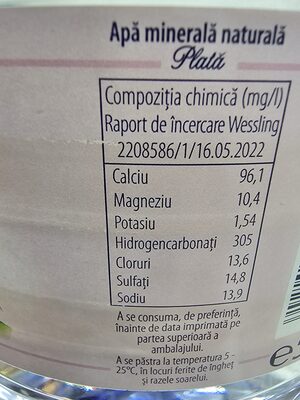 Apă minerală naturală
Plată
Compoziția chimică (mg/l)
Raport de încercare Wessling
2208586/1/16.05.2022
Calciu 96,1
Magneziu 10,4
Potasiu 1,54
Hidrogencarbonați 305
Cloruri 13,6
Sulfați 14,8
Sodiu 13,9
A se consuma, de preferință,
înainte de data imprimată pe
partea superioară a
ambalajului.
A se păstra la temperatura 5 -
25°C, în locuri ferite de îngheț
și razele soarelui.
e